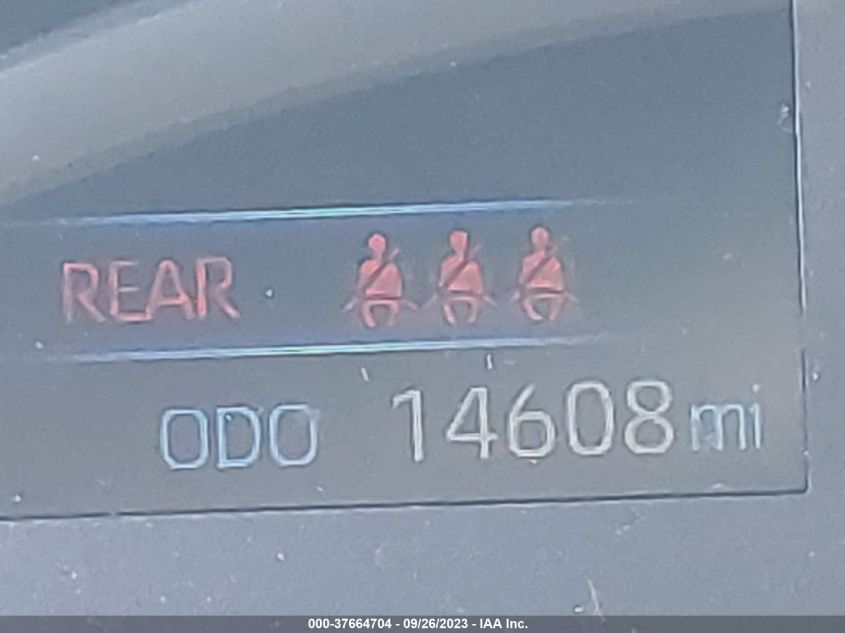 REAR
ODO 14608 mi
000-37664704 - 09/26/2023 - IAA Inc.